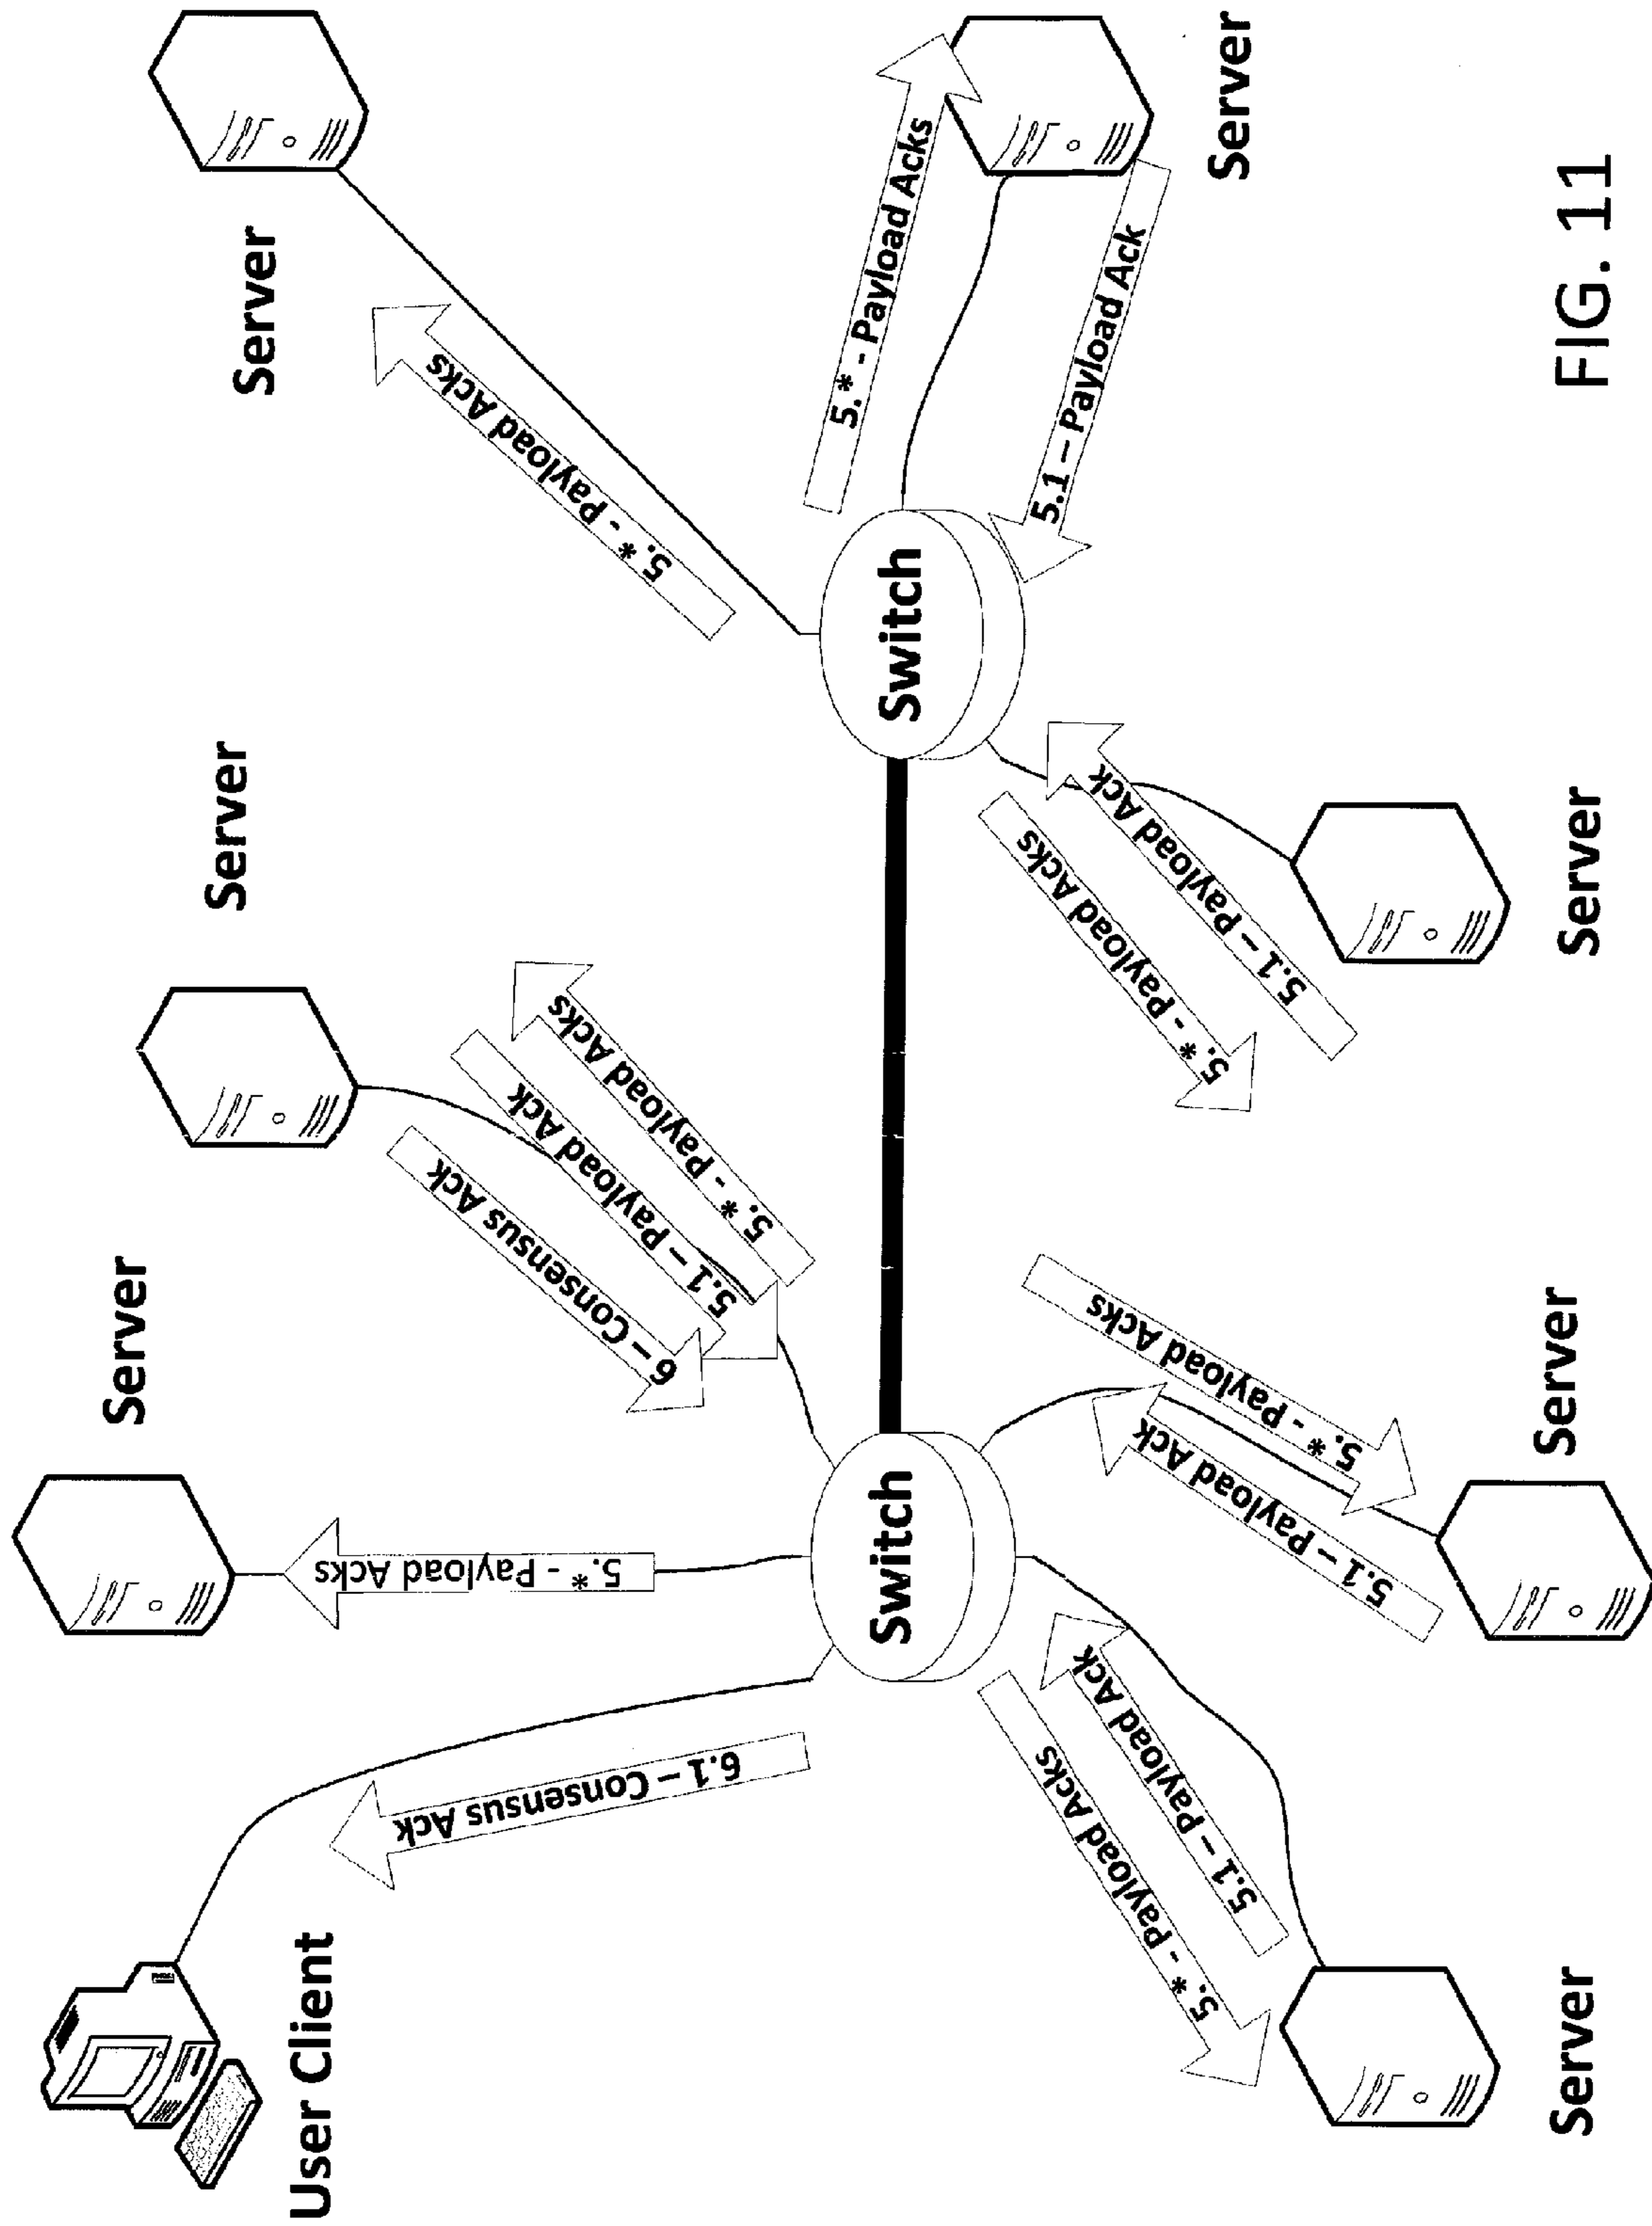 Server
Server
Server
User Client
5.* - Payload Acks
6.1 – Consensus Ack
6 – Consensus Ack
5.1 – Payload Ack
5.* - Payload Acks
5.* - Payload Acks
Switch
Switch
5.* - Payload Acks
5.1 – Payload Ack
Server
5.* - Payload Acks
5.1 – Payload Ack
5.* - Payload Acks
5.1 – Payload Ack
5.* - Payload Acks
5.1 – Payload Ack
Server
Server
Server
FIG. 11